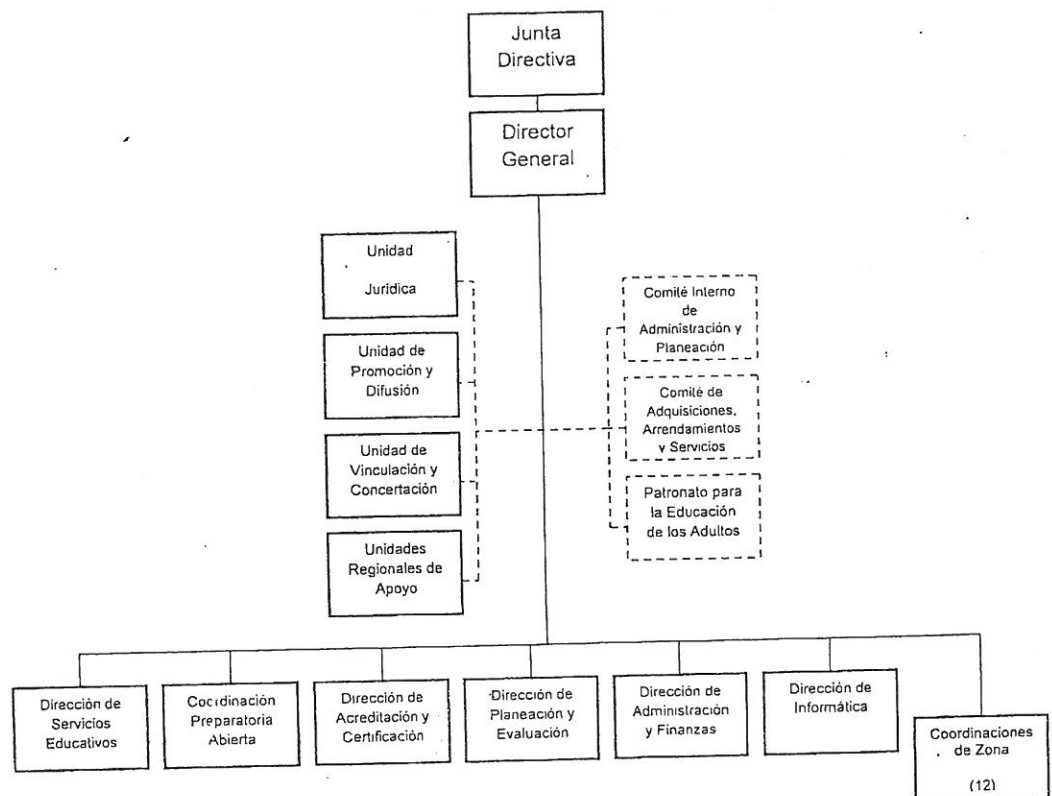 Junta
Directiva
Director
General
Unidad
Jurídica
Unidad de
Promoción y
Difusión
Unidad de
Vinculación y
Concertación
Unidades
Regionales de
Apoyo
Comité Interno
de
Administración y
Planeación
Comité de
Adquisiciones,
Arrendamientos
y Servicios
Patronato para
la Educación
de los Adultos
Dirección de
Servicios
Educativos
Coordinación
Preparatoria
Abierta
Dirección de
Acreditación y
Certificación
Dirección de
Planeación y
Evaluación
Dirección de
Administración
y Finanzas
Dirección de
Informática
Coordinaciones
de Zona
(12)